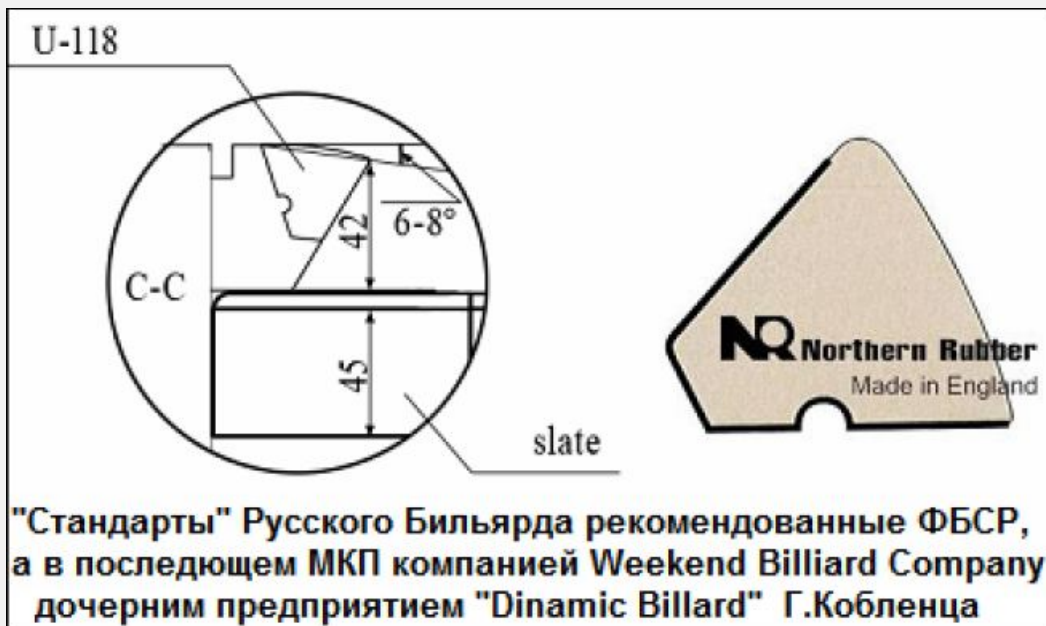 U-118
6-8°
42
C-C
45
slate
NR Northern Rubber
Made in England
"Стандарты" Русского Бильярда рекомендованные ФБСР,
а в последющем МКП компанией Weekend Billiard Company
дочерним предприятием "Dinamic Billard" Г.Кобленца